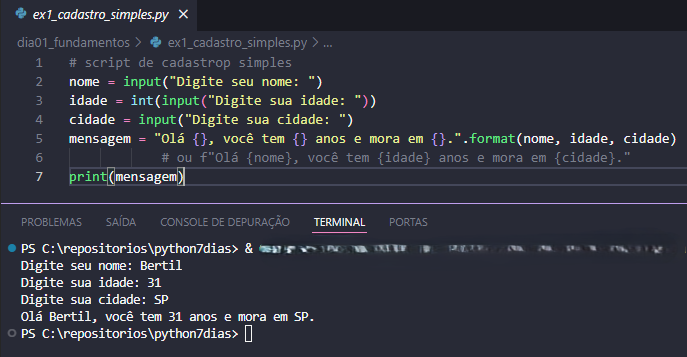 ex1_cadastro_simples.py ×
dia01_fundamentos > ex1_cadastro_simples.py > ...
1 # script de cadastrop simples
2 nome = input("Digite seu nome: ")
3 idade = int(input("Digite sua idade: "))
4 cidade = input("Digite sua cidade: ")
5 mensagem = "Olá {}, você tem {} anos e mora em {}.".format(nome, idade, cidade)
6 # ou f"Olá {nome}, você tem {idade} anos e mora em {cidade}."
7 print(mensagem)
PROBLEMAS SAÍDA CONSOLE DE DEPURAÇÃO TERMINAL PORTAS
PS C:\repositorios\python7dias> &
Digite seu nome: Bertil
Digite sua idade: 31
Digite sua cidade: SP
Olá Bertil, você tem 31 anos e mora em SP.
PS C:\repositorios\python7dias>